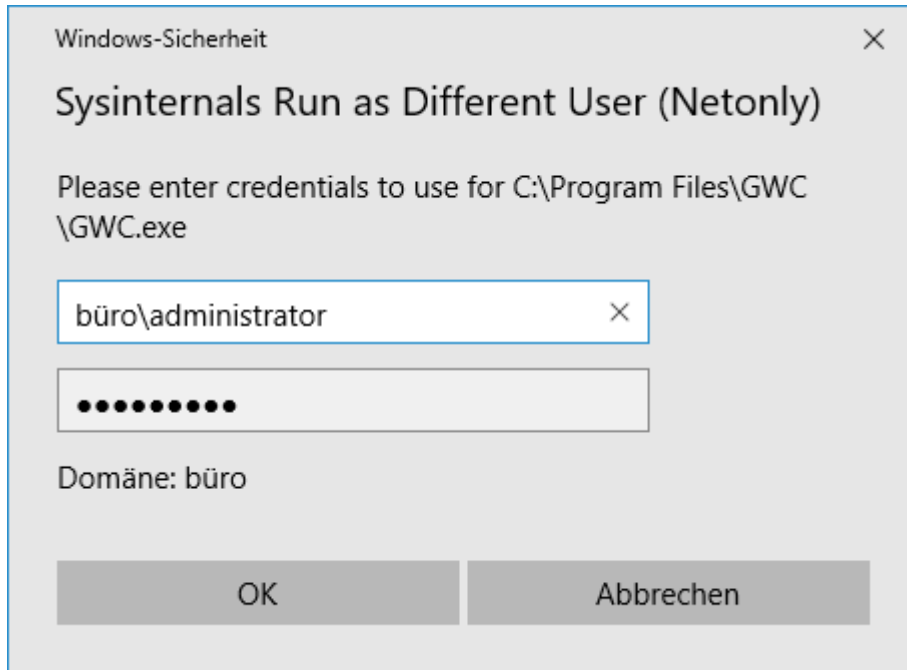 Windows-Sicherheit
Sysinternals Run as Different User (Netonly)
Please enter credentials to use for C:\Program Files\GWC
\GWC.exe
büro\administrator
●●●●●●●●●
Domäne: büro
OK
Abbrechen